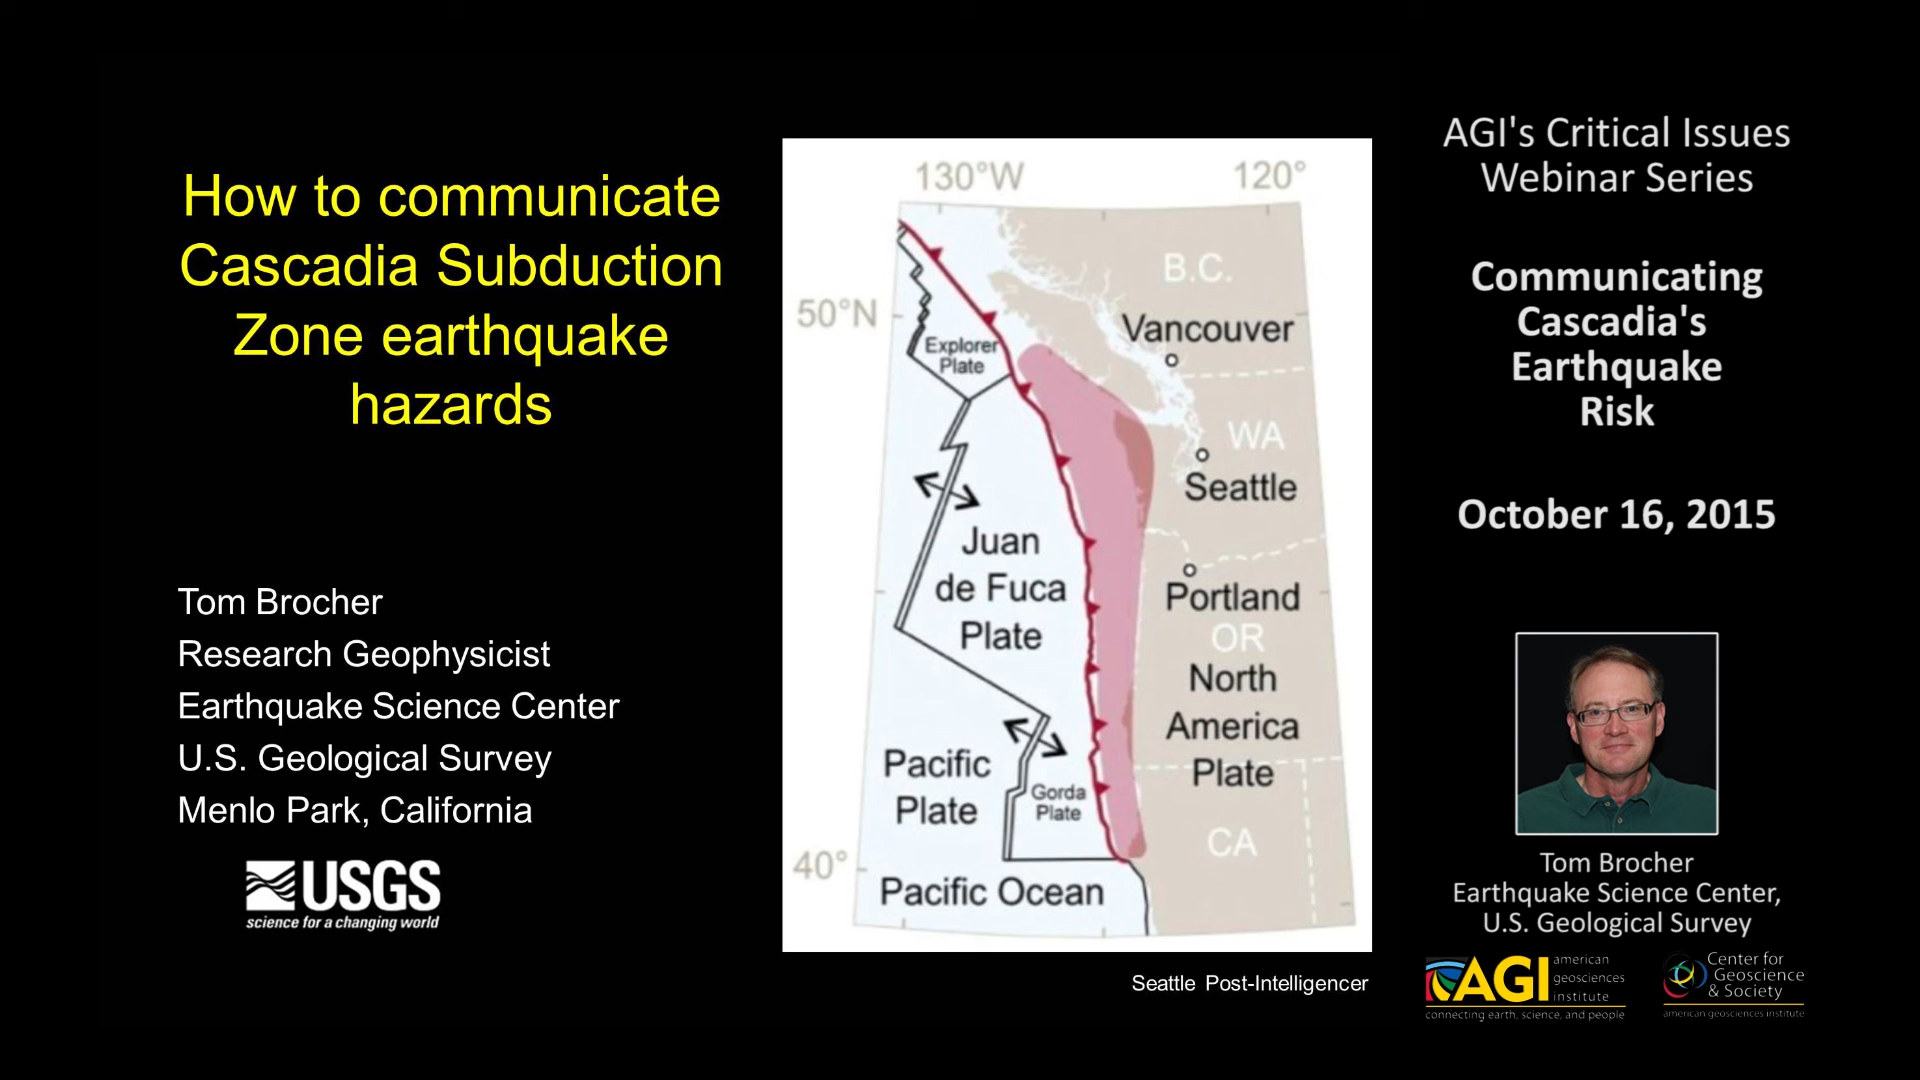 How to communicate
Cascadia Subduction
Zone earthquake
hazards
Tom Brocher
Research Geophysicist
Earthquake Science Center
U.S. Geological Survey
Menlo Park, California
USGS
science for a changing world
130°W
120°
B.C.
50°N
Vancouver
Explorer
Plate
WA
Seattle
Juan
de Fuca
Plate
Portland
OR
North
America
Plate
Pacific
Plate
Gorda
Plate
CA
40°
Pacific Ocean
Seattle Post-Intelligencer
AGI's Critical Issues
Webinar Series
Communicating
Cascadia's
Earthquake
Risk
October 16, 2015
Tom Brocher
Earthquake Science Center,
U.S. Geological Survey
AGI
american
geosciences
institute
connecting earth, science, and people
Center for
Geoscience
& Society
american geosciences institute